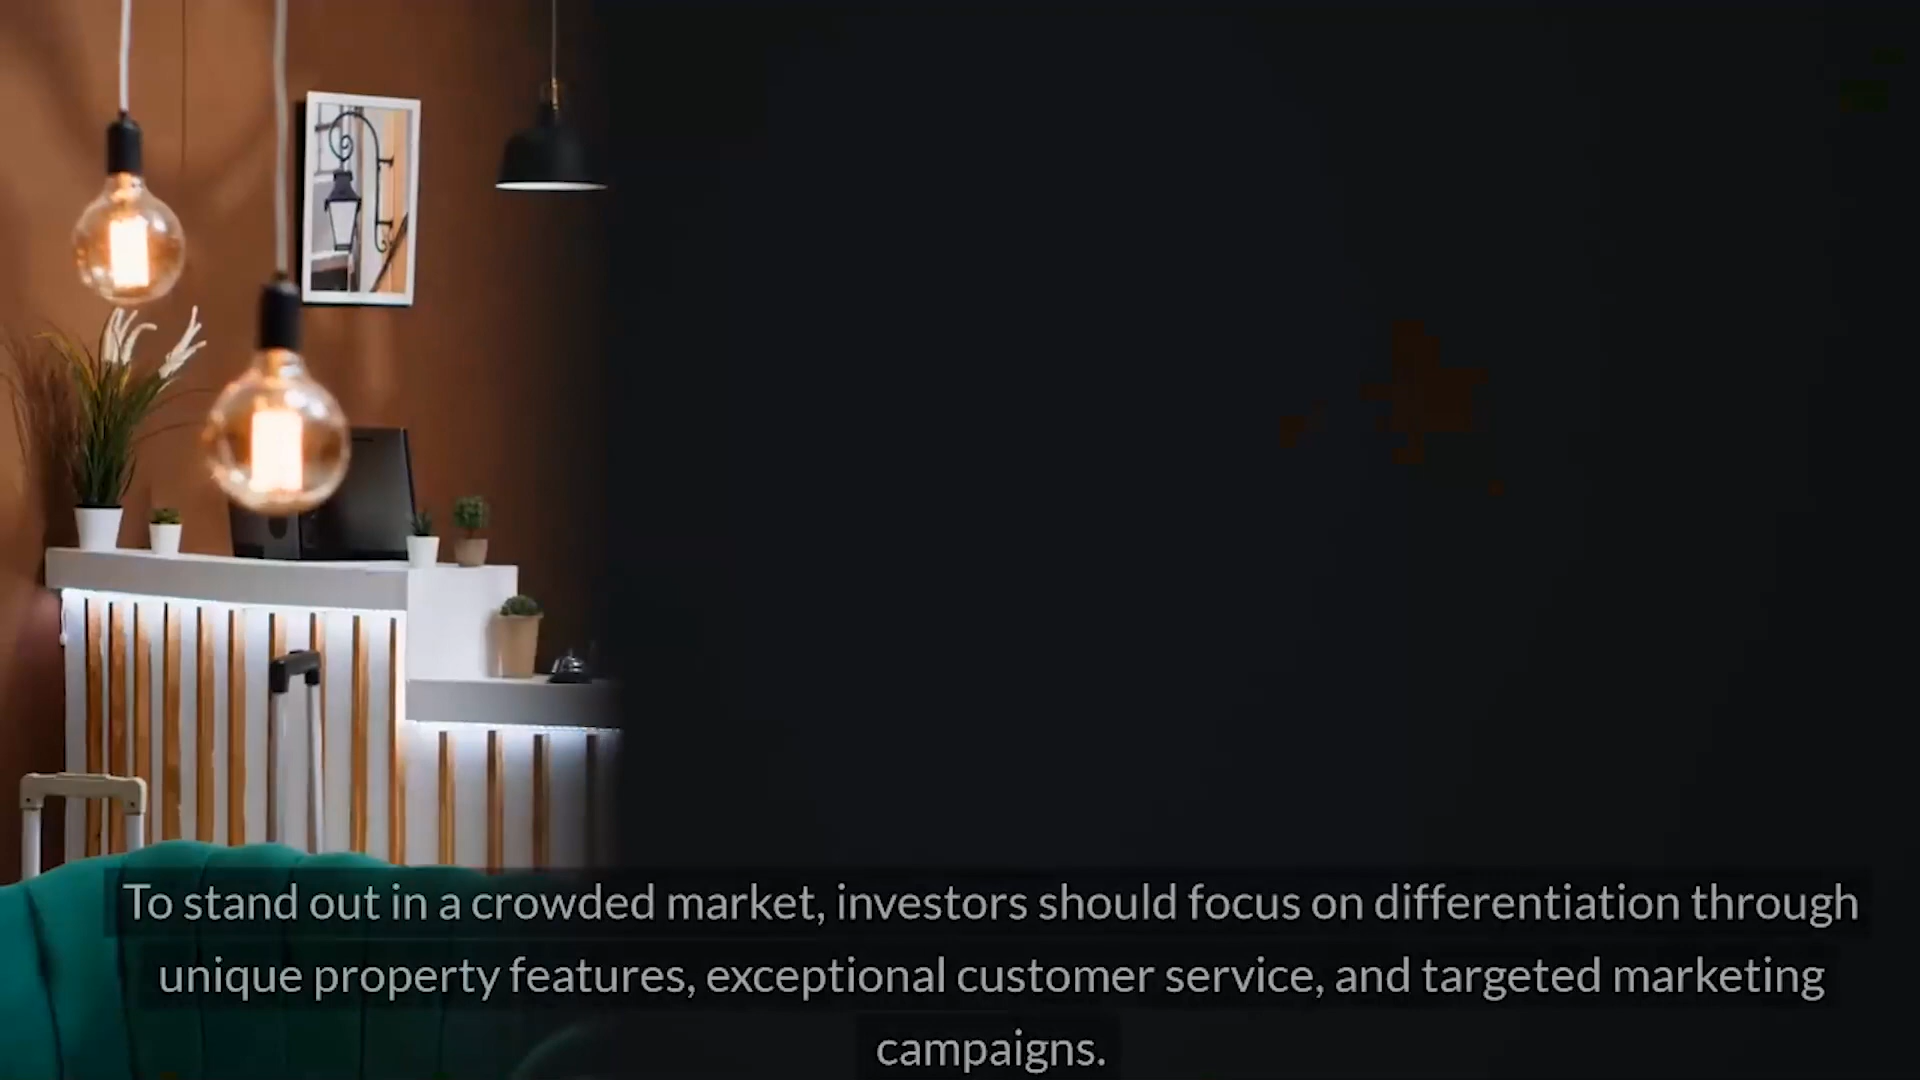 To stand out in a crowded market, investors should focus on differentiation through
unique property features, exceptional customer service, and targeted marketing
campaigns.